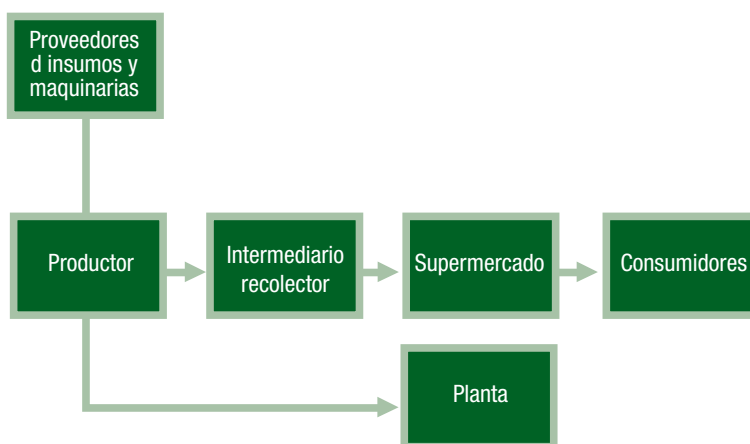 Proveedores
d insumos y
maquinarias
Productor
Intermediario
recolector
Supermercado
Consumidores
Planta